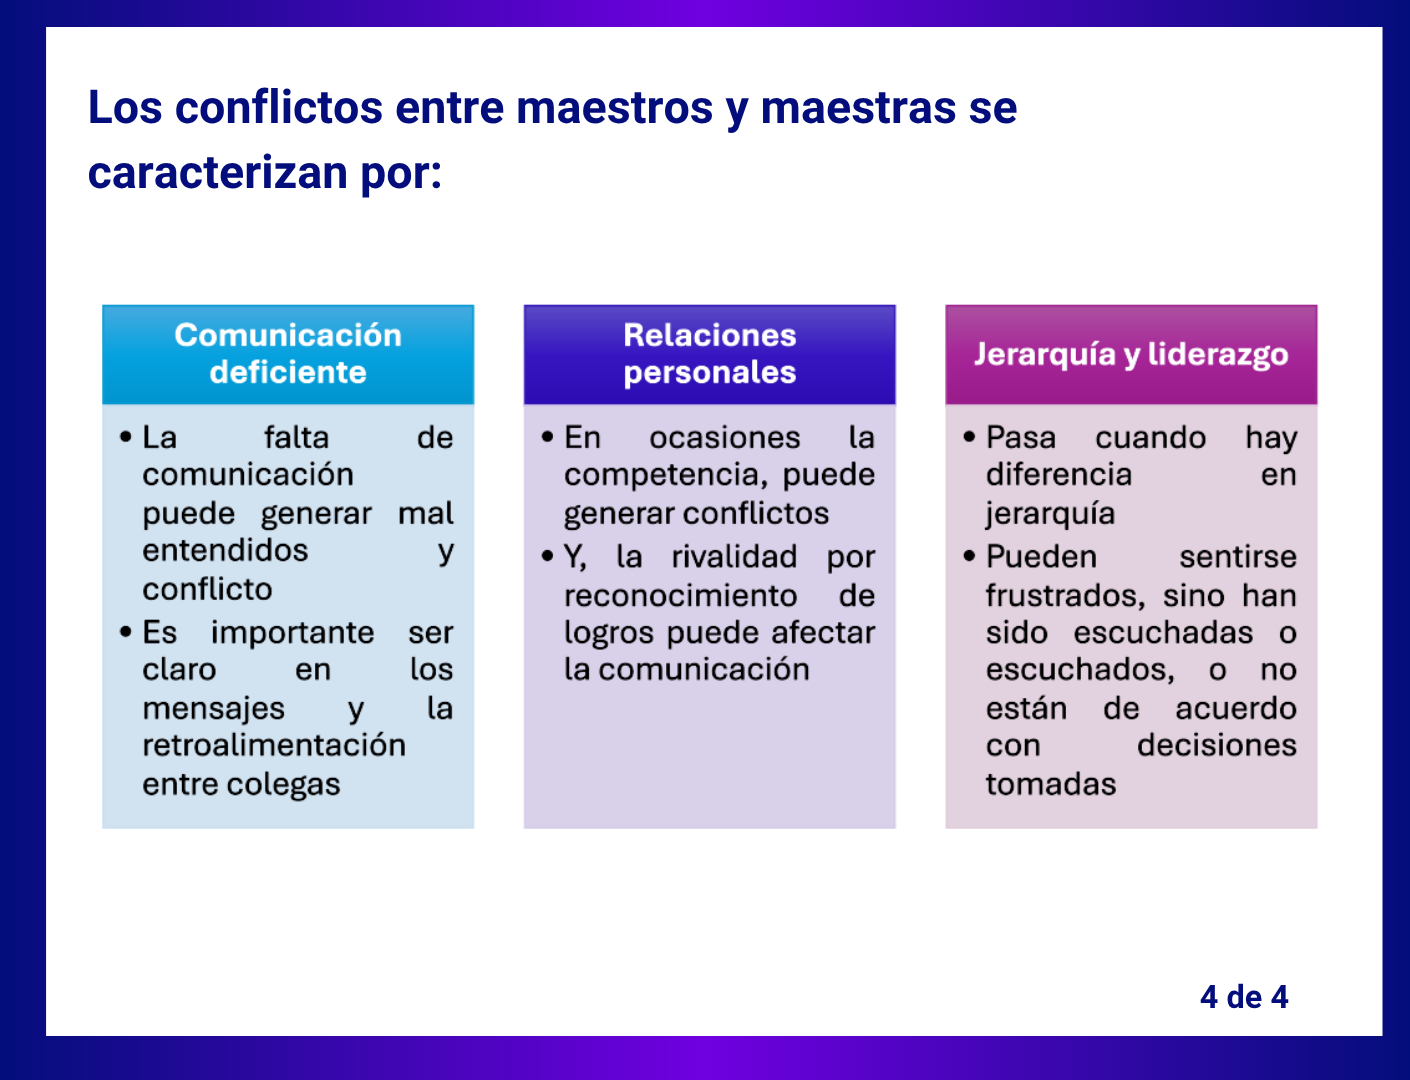 Los conflictos entre maestros y maestras se
caracterizan por:
Comunicación
deficiente
• La falta de
comunicación
puede generar mal
entendidos y
conflicto
• Es importante ser
claro en los
mensajes y la
retroalimentación
entre colegas
Relaciones
personales
• En ocasiones la
competencia, puede
generar conflictos
• Y, la rivalidad por
reconocimiento de
logros puede afectar
la comunicación
Jerarquía y liderazgo
• Pasa cuando hay
diferencia en
jerarquía
• Pueden sentirse
frustrados, sino han
sido escuchadas o
escuchados, o no
están de acuerdo
con decisiones
tomadas
4 de 4